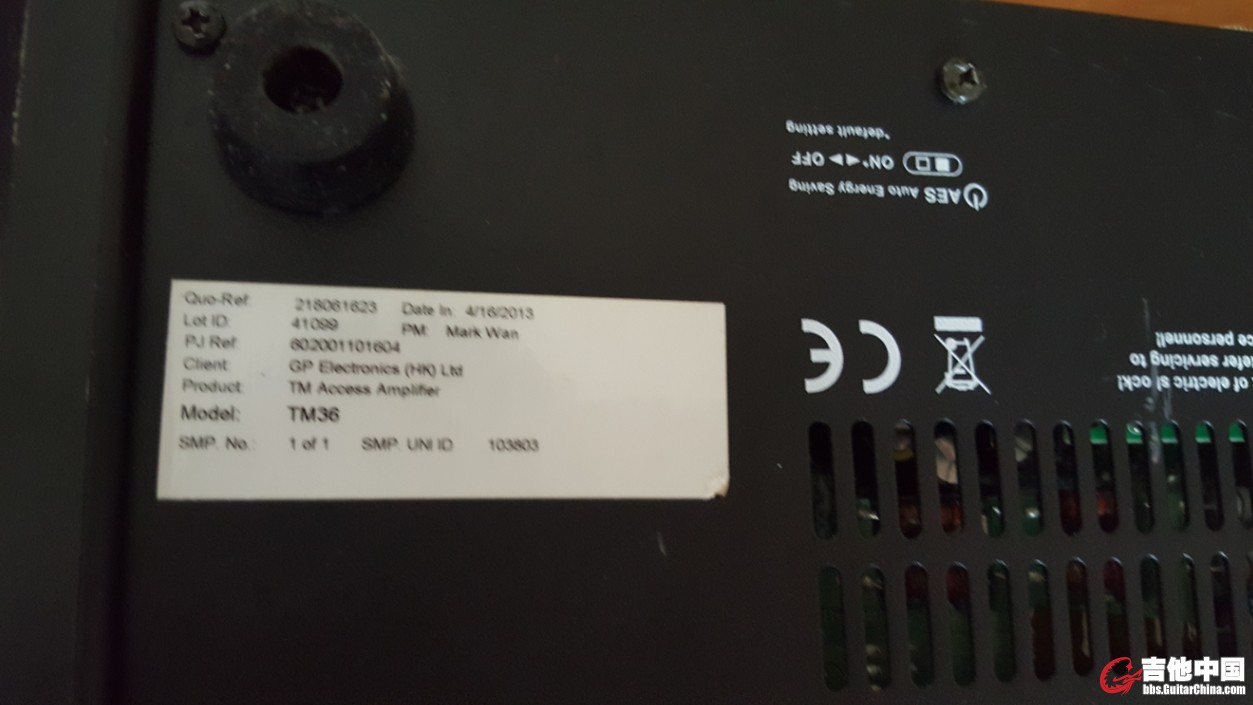 Quo-Ref: 218061623 Date In: 4/16/2013
Lot ID: 41099 PM: Mark Wan
PJ Ref: 602001101604
Client: GP Electronics (HK) Ltd
Product: TM Access Amplifier
Model: TM36
SMP. No.: 1 of 1 SMP. UNI ID 103803
AES Auto Energy Saving
ON* ◄► OFF
*default setting
CE
of electric shock!
efer servicing to
ce personnel!
吉他中国
bbs.GuitarChina.com